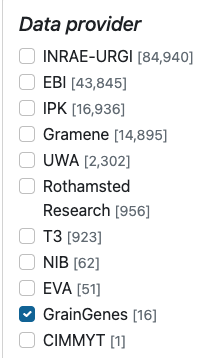 Data provider
INRAE-URGI [84,940]
EBI [43,845]
IPK [16,936]
Gramene [14,895]
UWA [2,302]
Rothamsted
Research [956]
T3 [923]
NIB [62]
EVA [51]
GrainGenes [16]
CIMMYT [1]